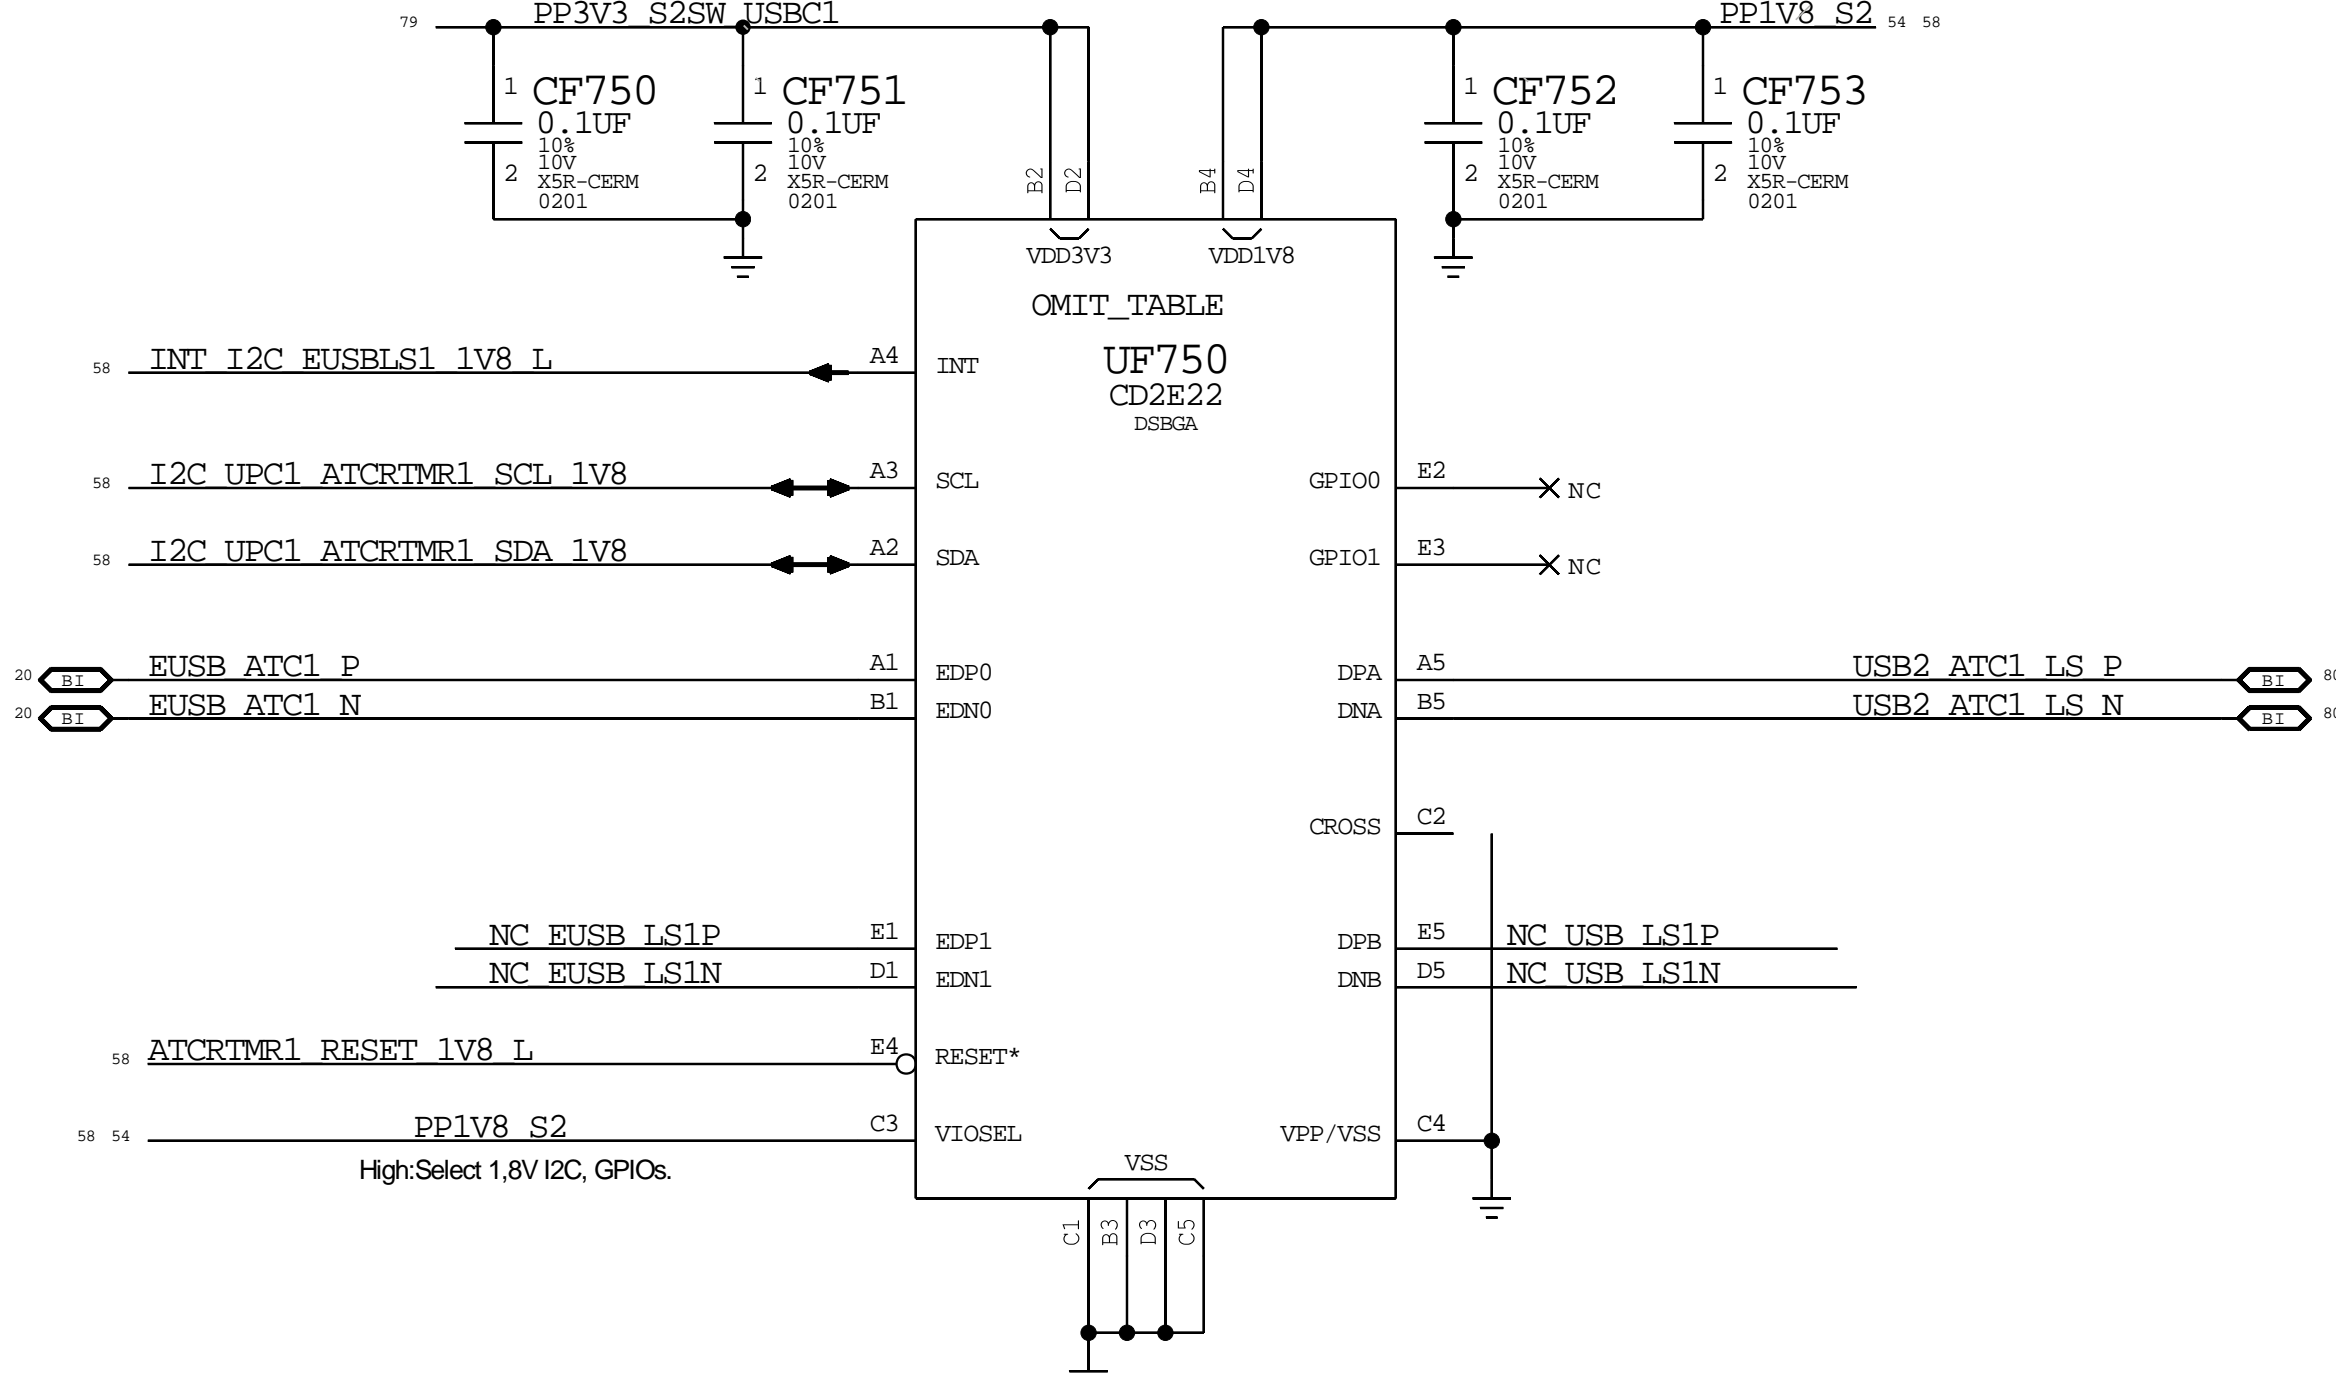 79 PP3V3_S2SW_USBC1
PP1V8_S2 54 58
1 CF750
0.1UF
10%
10V
2 X5R-CERM
0201
1 CF751
0.1UF
10%
10V
2 X5R-CERM
0201
1 CF752
0.1UF
10%
10V
2 X5R-CERM
0201
1 CF753
0.1UF
10%
10V
2 X5R-CERM
0201
B2 D2 B4 D4
VDD3V3 VDD1V8
OMIT_TABLE
UF750
CD2E22
DSBGA
58 INT_I2C_EUSBLS1_1V8_L A4 INT
58 I2C_UPC1_ATCRTMR1_SCL_1V8 A3 SCL
GPIO0 E2 NC
58 I2C_UPC1_ATCRTMR1_SDA_1V8 A2 SDA
GPIO1 E3 NC
20 BI EUSB_ATC1_P A1 EDP0
DPA A5 USB2_ATC1_LS_P BI 80
20 BI EUSB_ATC1_N B1 EDN0
DNA B5 USB2_ATC1_LS_N BI 80
CROSS C2
NC_EUSB_LS1P E1 EDP1
DPB E5 NC_USB_LS1P
NC_EUSB_LS1N D1 EDN1
DNB D5 NC_USB_LS1N
58 ATCRTMR1_RESET_1V8_L E4 RESET*
58 54 PP1V8_S2 C3 VIOSEL
VPP/VSS C4
High:Select 1,8V I2C, GPIOs.
VSS
C1 B3 D3 C5